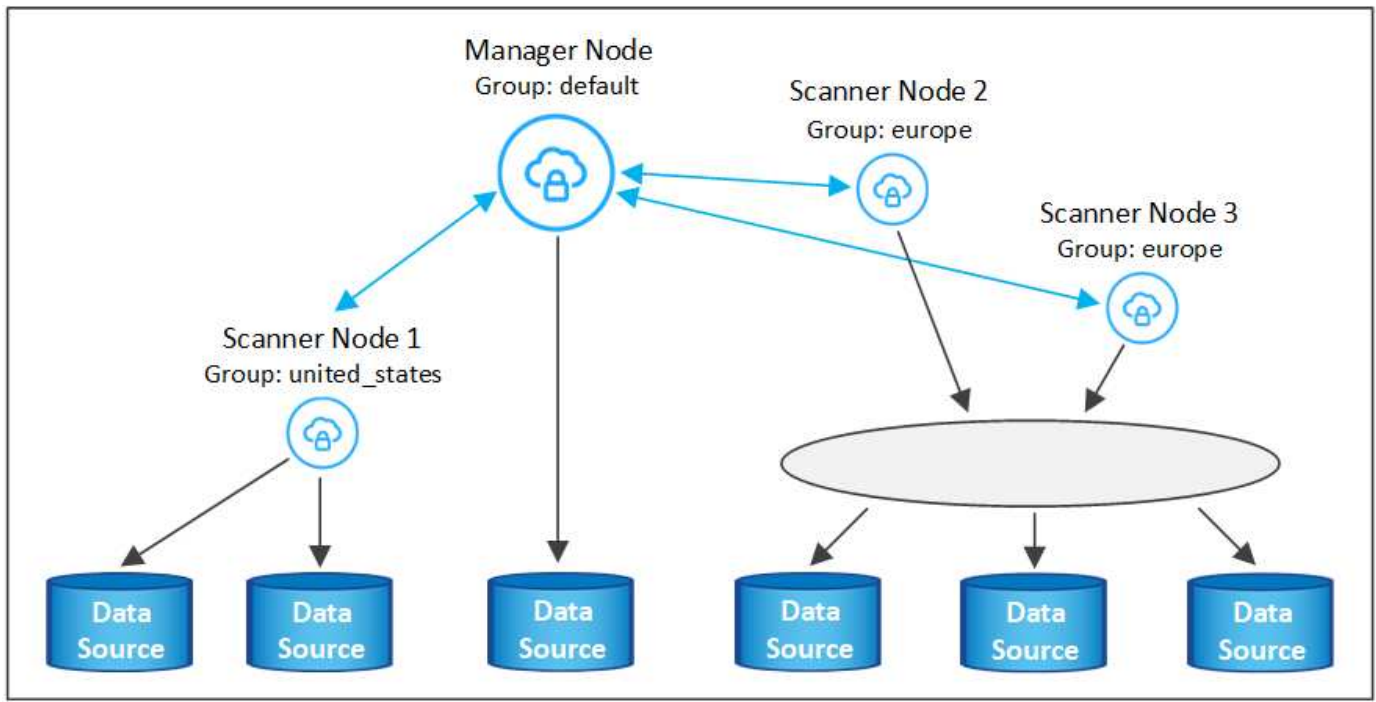 Manager Node
Group: default
Scanner Node 2
Group: europe
Scanner Node 3
Group: europe
Scanner Node 1
Group: united_states
Data
Source
Data
Source
Data
Source
Data
Source
Data
Source
Data
Source